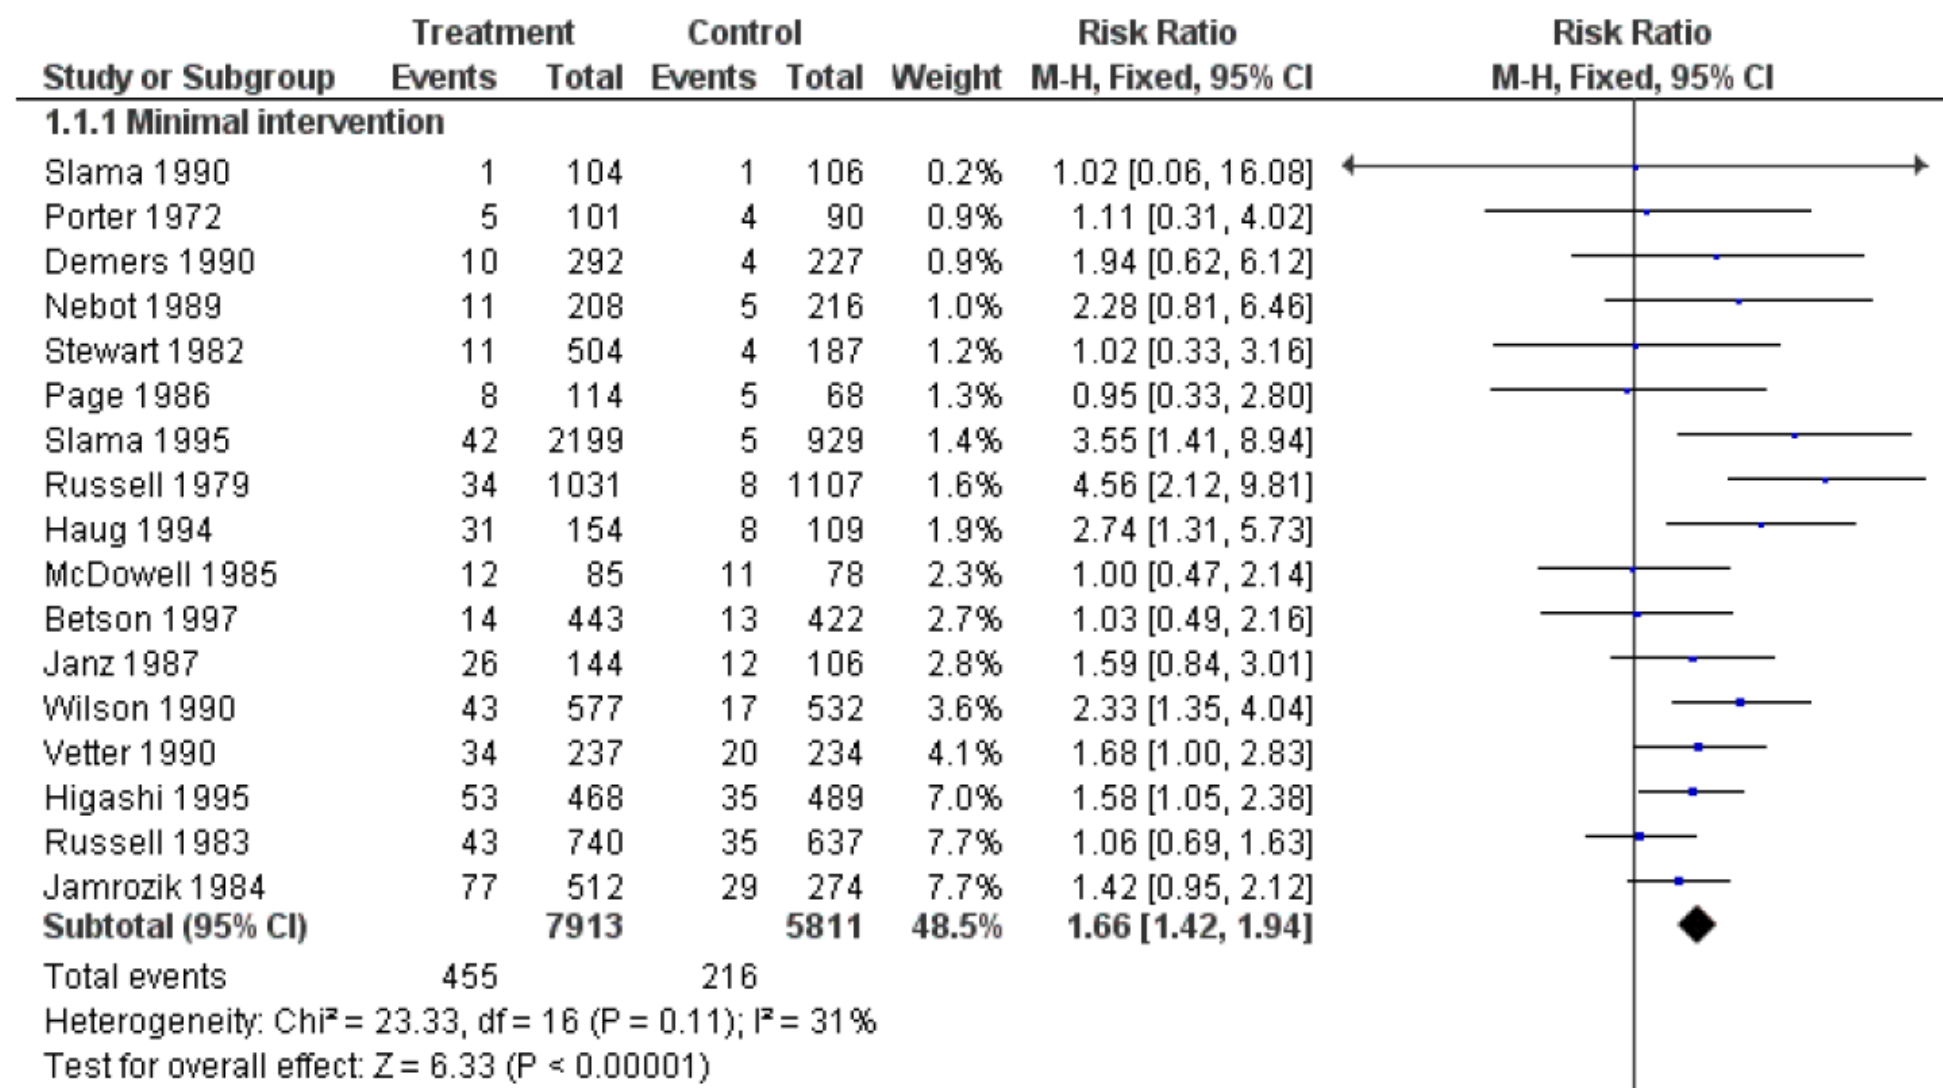 Treatment Control Risk Ratio Risk Ratio
Study or Subgroup Events Total Events Total Weight M-H, Fixed, 95% CI M-H, Fixed, 95% CI
1.1.1 Minimal intervention
Slama 1990 1 104 1 106 0.2% 1.02 [0.06, 16.08]
Porter 1972 5 101 4 90 0.9% 1.11 [0.31, 4.02]
Demers 1990 10 292 4 227 0.9% 1.94 [0.62, 6.12]
Nebot 1989 11 208 5 216 1.0% 2.28 [0.81, 6.46]
Stewart 1982 11 504 4 187 1.2% 1.02 [0.33, 3.16]
Page 1986 8 114 5 68 1.3% 0.95 [0.33, 2.80]
Slama 1995 42 2199 5 929 1.4% 3.55 [1.41, 8.94]
Russell 1979 34 1031 8 1107 1.6% 4.56 [2.12, 9.81]
Haug 1994 31 154 8 109 1.9% 2.74 [1.31, 5.73]
McDowell 1985 12 85 11 78 2.3% 1.00 [0.47, 2.14]
Betson 1997 14 443 13 422 2.7% 1.03 [0.49, 2.16]
Janz 1987 26 144 12 106 2.8% 1.59 [0.84, 3.01]
Wilson 1990 43 577 17 532 3.6% 2.33 [1.35, 4.04]
Vetter 1990 34 237 20 234 4.1% 1.68 [1.00, 2.83]
Higashi 1995 53 468 35 489 7.0% 1.58 [1.05, 2.38]
Russell 1983 43 740 35 637 7.7% 1.06 [0.69, 1.63]
Jamrozik 1984 77 512 29 274 7.7% 1.42 [0.95, 2.12]
Subtotal (95% CI) 7913 5811 48.5% 1.66 [1.42, 1.94]
Total events 455 216
Heterogeneity: Chi² = 23.33, df = 16 (P = 0.11); I² = 31%
Test for overall effect: Z = 6.33 (P < 0.00001)